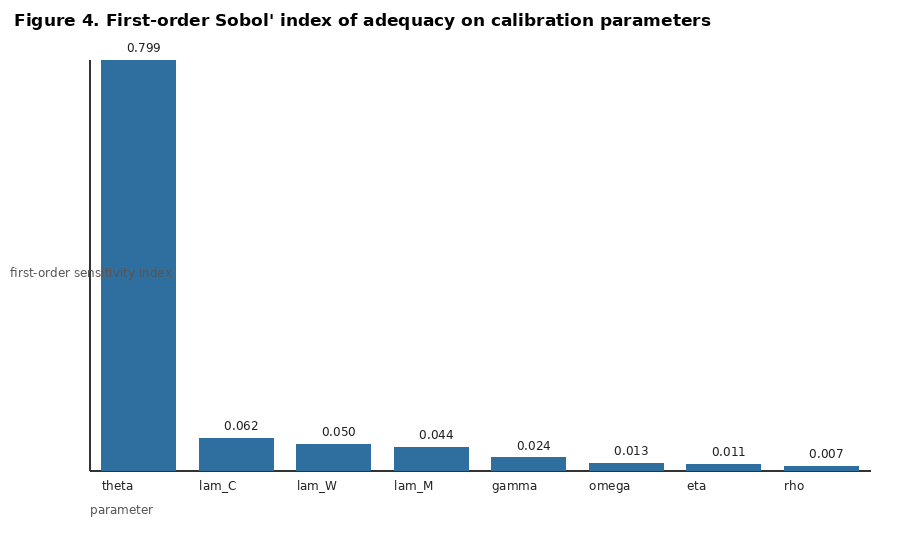 Figure 4. First-order Sobol' index of adequacy on calibration parameters
0.799
first-order sensitivity index
0.062
0.050
0.044
0.024
0.013
0.011
0.007
theta
lam_C
lam_W
lam_M
gamma
omega
eta
rho
parameter